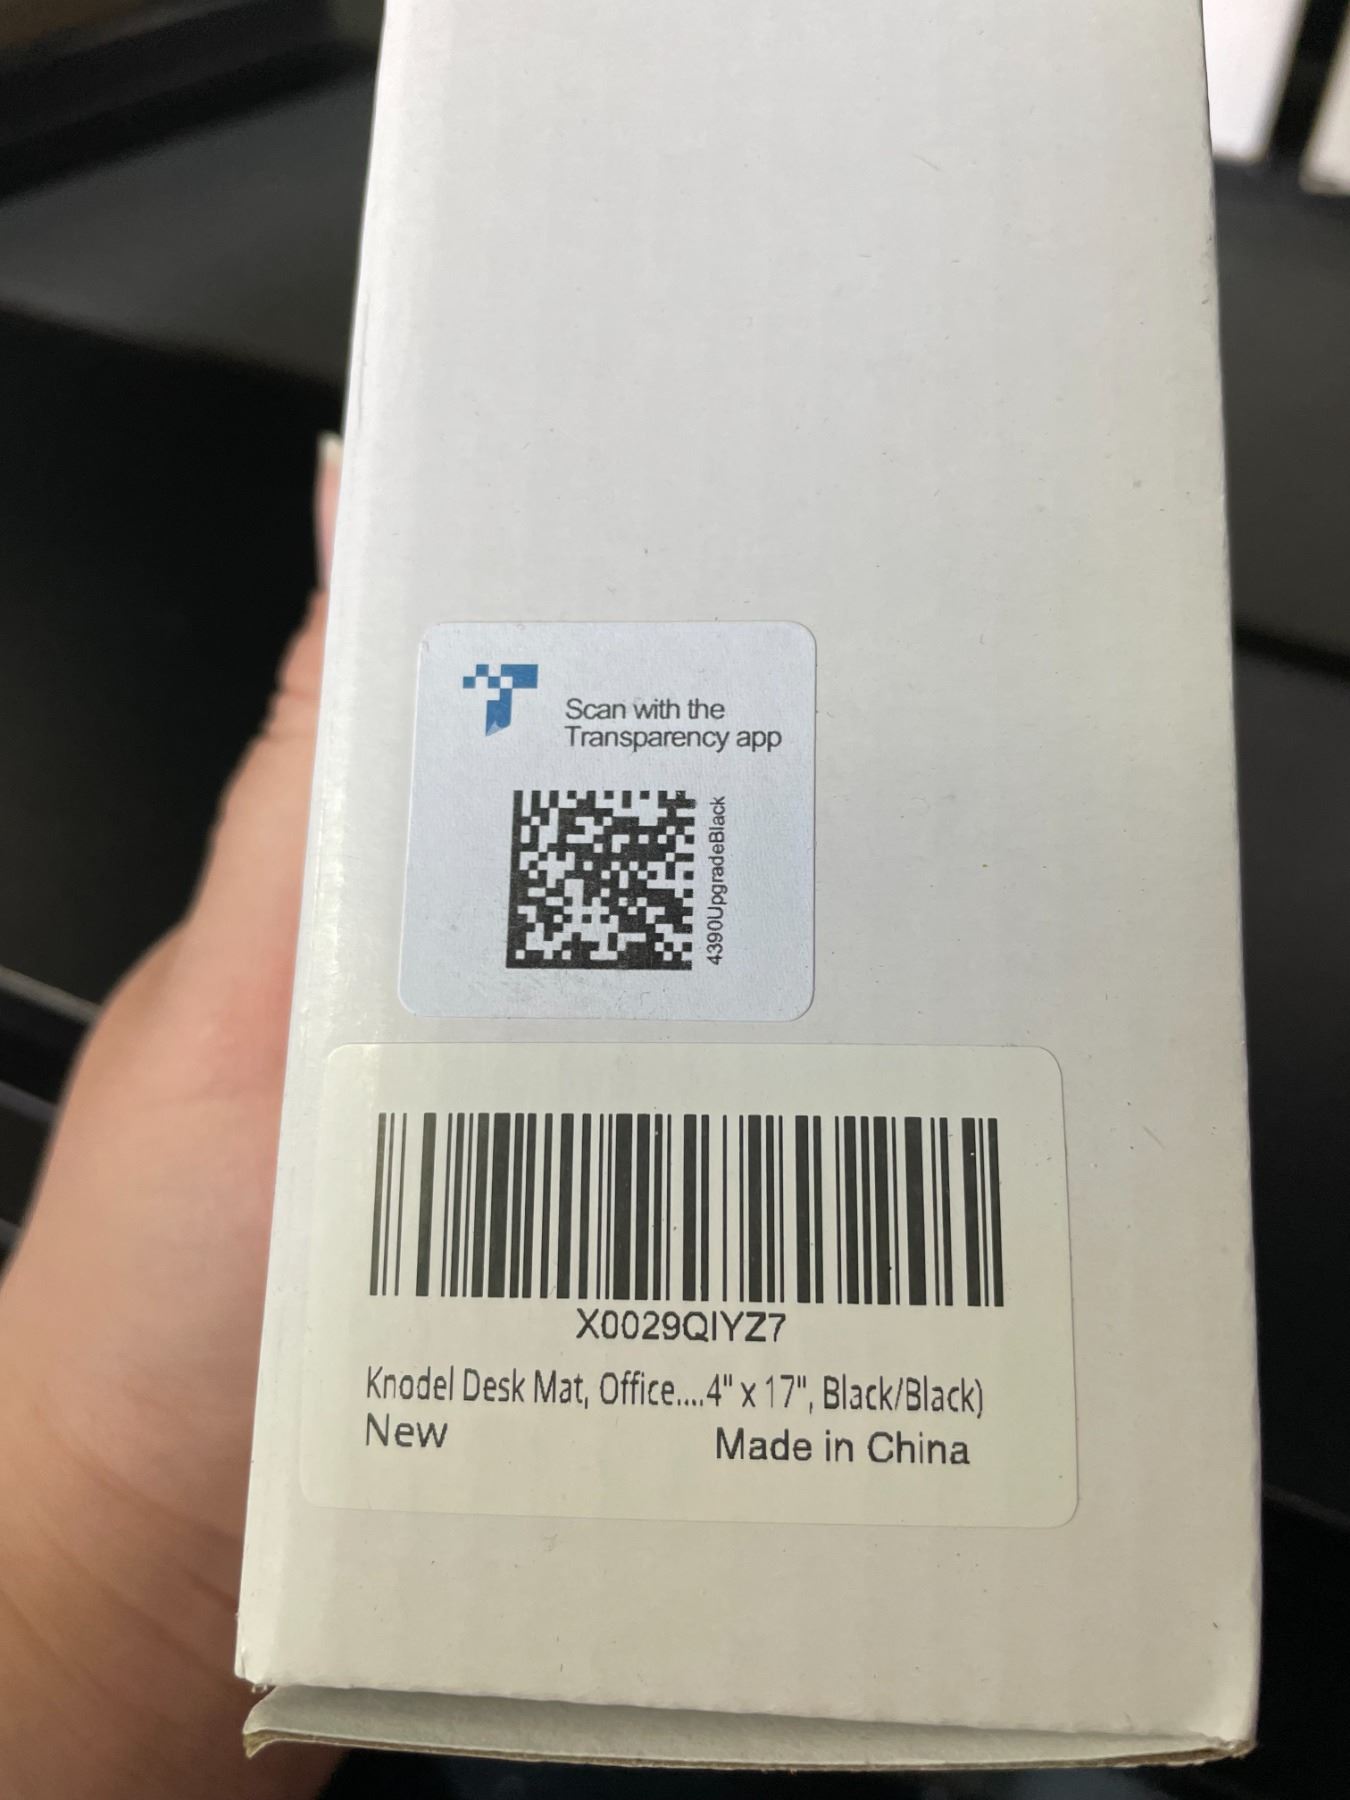 Scan with the
Transparency app
4390UpgradeBlack
X0029QIYZ7
Knodel Desk Mat, Office....4" x 17", Black/Black)
New
Made in China